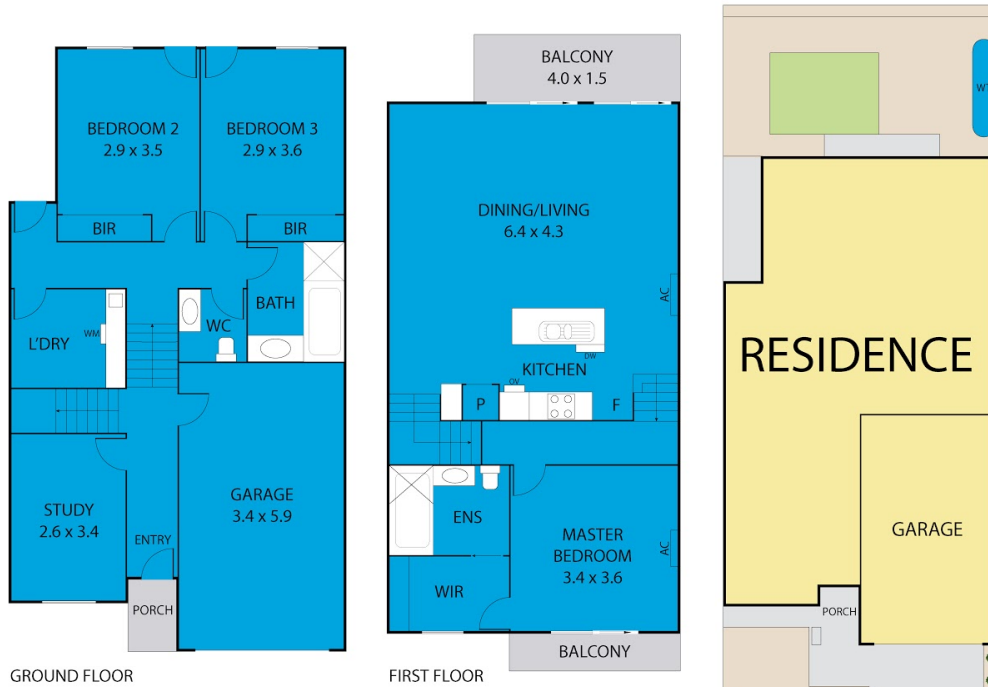 BEDROOM 2
2.9 x 3.5
BEDROOM 3
2.9 x 3.6
BIR
BIR
BATH
WC
L'DRY
WM
GARAGE
3.4 x 5.9
STUDY
2.6 x 3.4
ENTRY
PORCH
GROUND FLOOR
BALCONY
4.0 x 1.5
DINING/LIVING
6.4 x 4.3
AC
DW
KITCHEN
OV
P
F
ENS
MASTER
BEDROOM
3.4 x 3.6
AC
WIR
BALCONY
FIRST FLOOR
RESIDENCE
GARAGE
PORCH